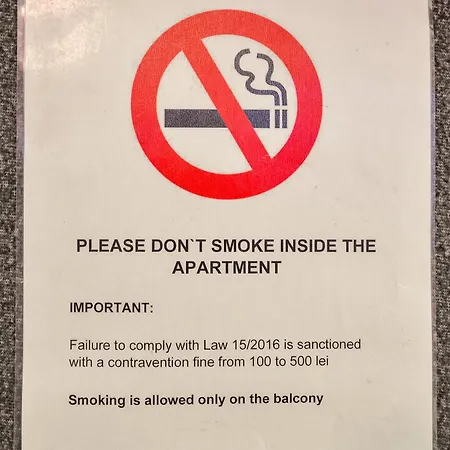 PLEASE DON`T SMOKE INSIDE THE
APARTMENT
IMPORTANT:
Failure to comply with Law 15/2016 is sanctioned
with a contravention fine from 100 to 500 lei
Smoking is allowed only on the balcony